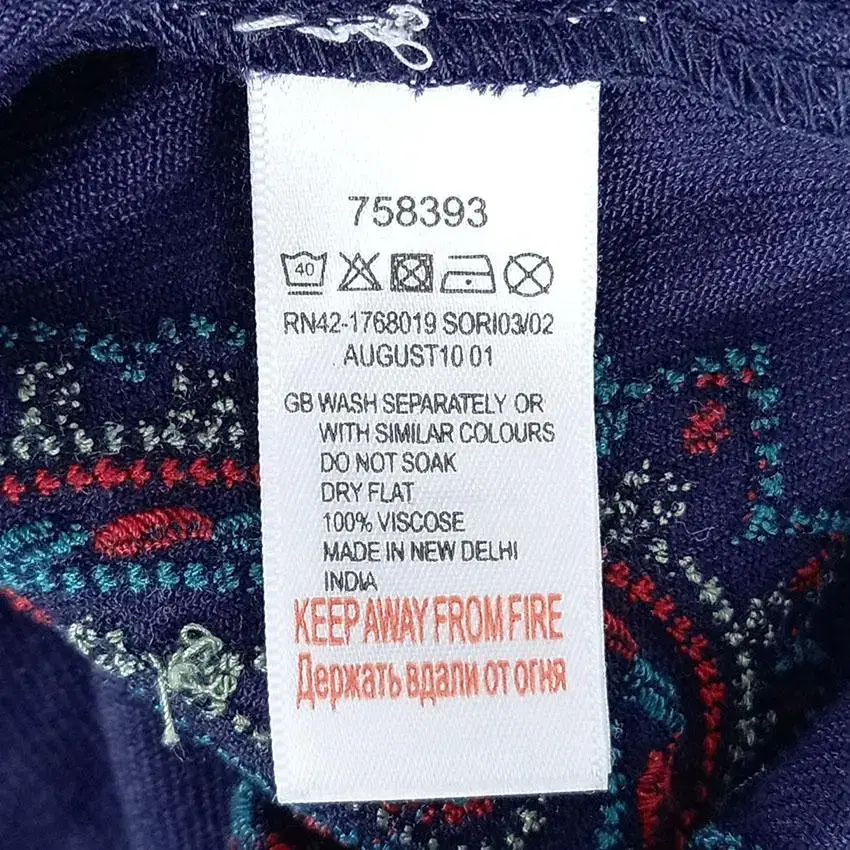 758393
40
RN42-1768019 SORI03/02
AUGUST10 01
GB WASH SEPARATELY OR
WITH SIMILAR COLOURS
DO NOT SOAK
DRY FLAT
100% VISCOSE
MADE IN NEW DELHI
INDIA
KEEP AWAY FROM FIRE
Держать вдали от огня